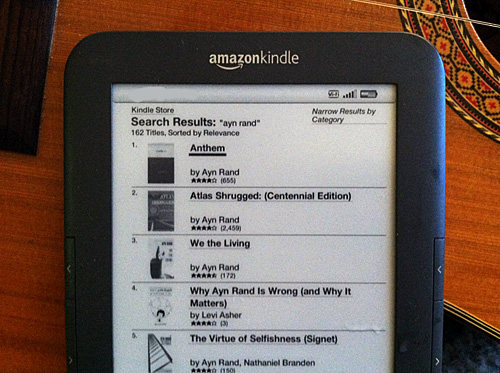 amazonkindle
Kindle Store
Narrow Results by
Category
Search Results: "ayn rand"
162 Titles, Sorted by Relevance
1. Anthem
by Ayn Rand
★★★★☆ (655)
2. Atlas Shrugged: (Centennial Edition)
by Ayn Rand
★★★★☆ (2,459)
3. We the Living
by Ayn Rand
★★★★☆ (172)
4. Why Ayn Rand Is Wrong (and Why It
Matters)
by Levi Asher
★★★★☆ (3)
5. The Virtue of Selfishness (Signet)
by Ayn Rand, Nathaniel Branden
★★★★☆ (150)